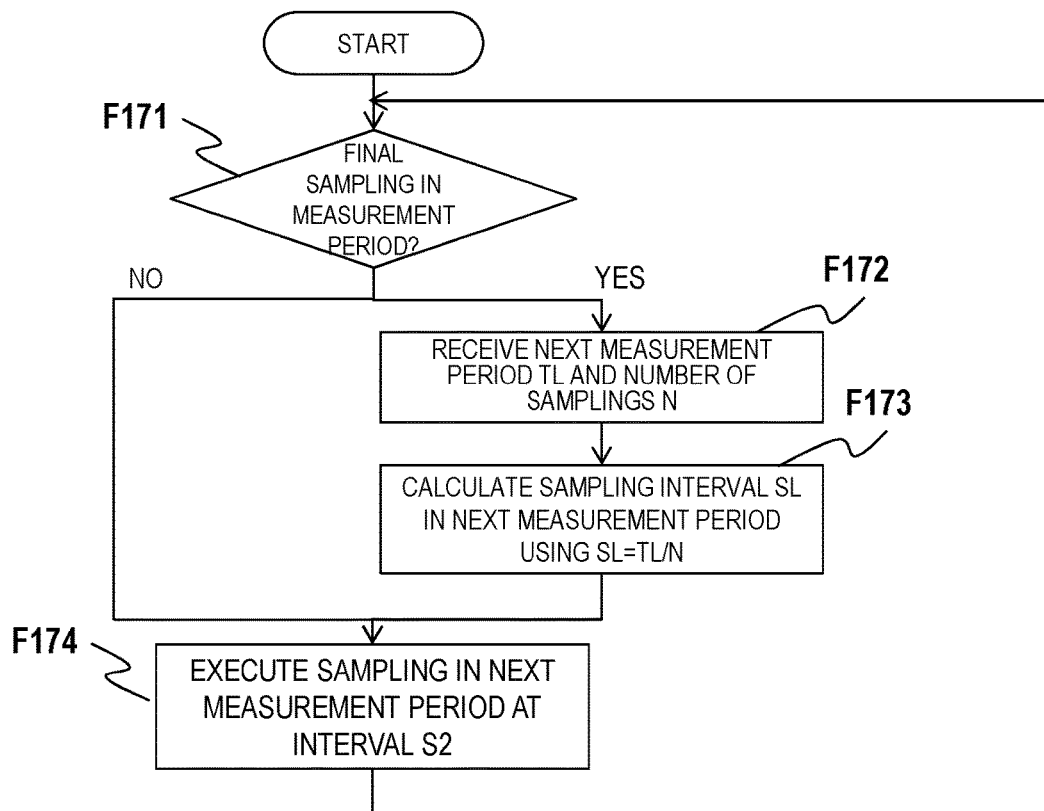 START
F171
FINAL
SAMPLING IN
MEASUREMENT
PERIOD?
NO
YES
F172
RECEIVE NEXT MEASUREMENT
PERIOD TL AND NUMBER OF
SAMPLINGS N
F173
CALCULATE SAMPLING INTERVAL SL
IN NEXT MEASUREMENT PERIOD
USING SL=TL/N
F174
EXECUTE SAMPLING IN NEXT
MEASUREMENT PERIOD AT
INTERVAL S2